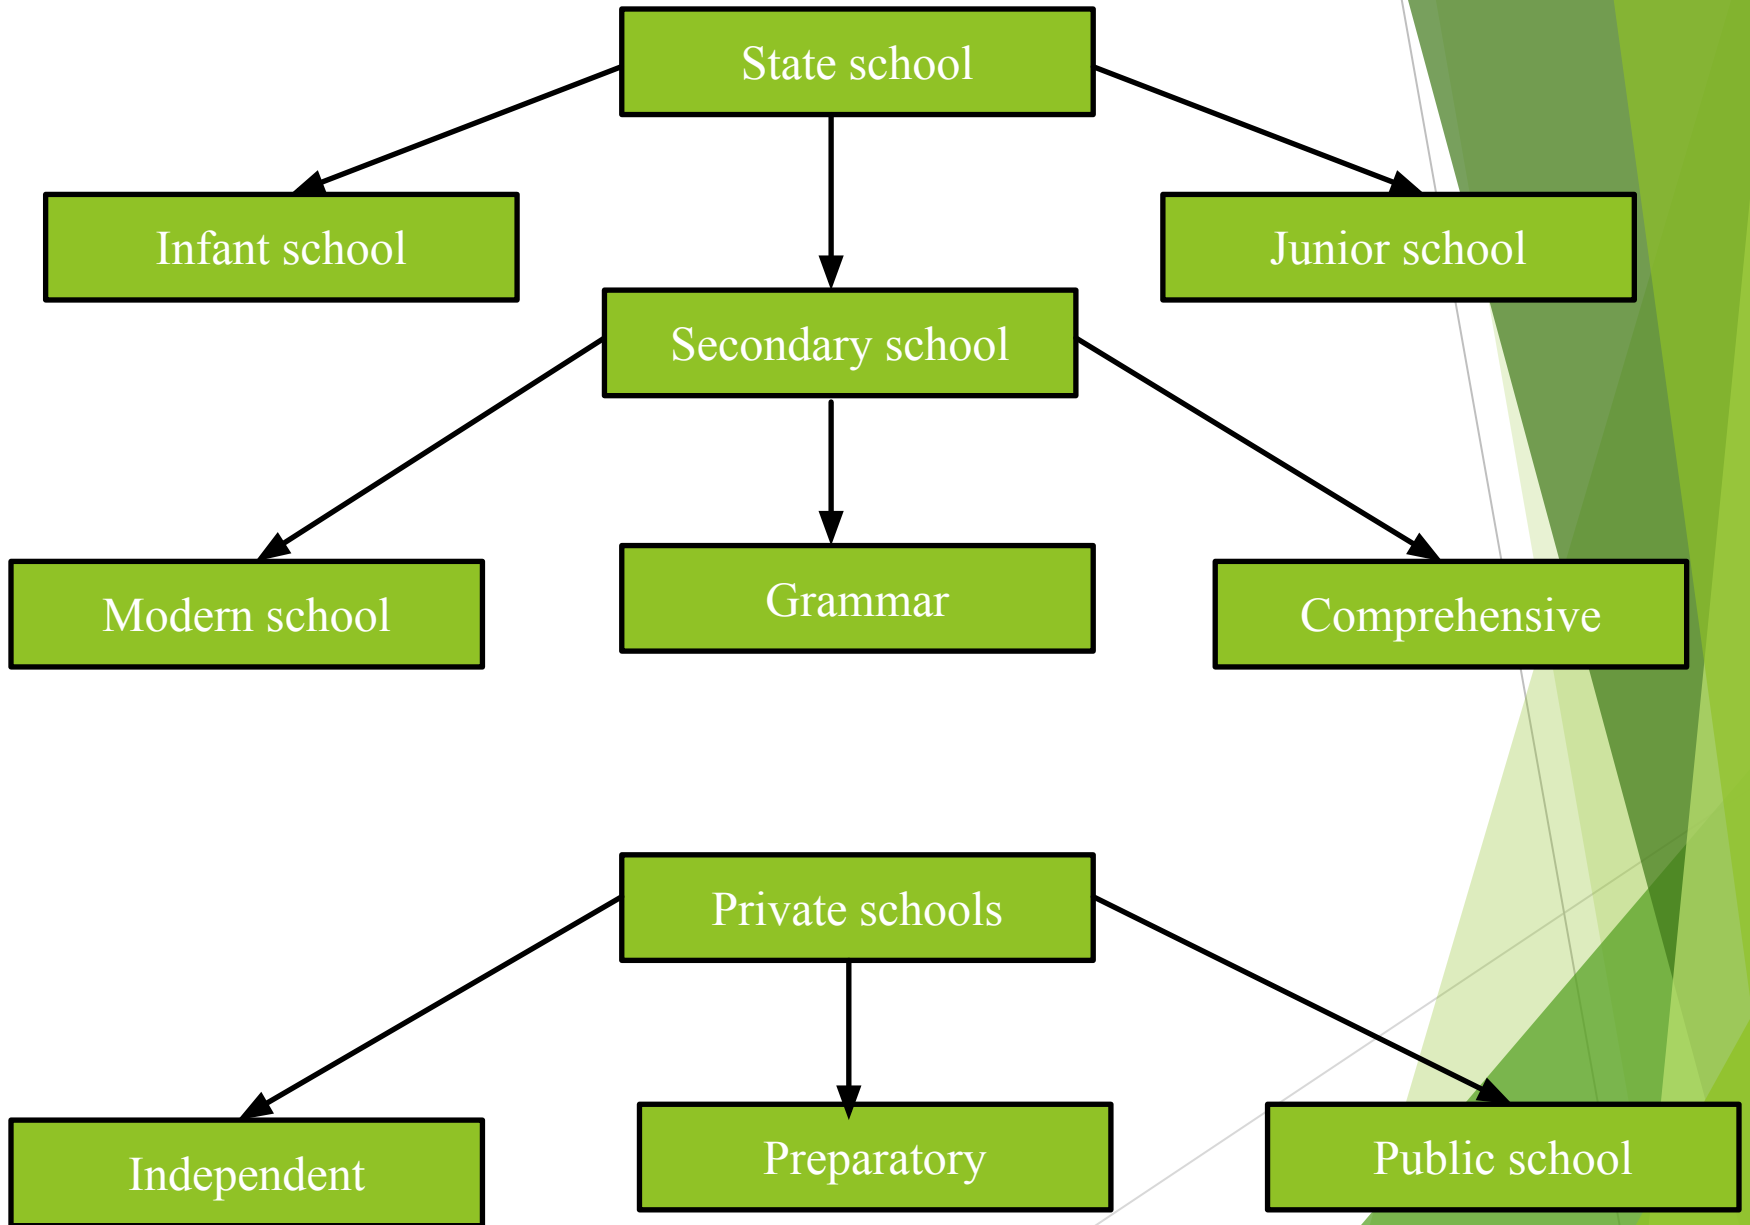 State school
Infant school
Junior school
Secondary school
Modern school
Grammar
Comprehensive
Private schools
Independent
Preparatory
Public school